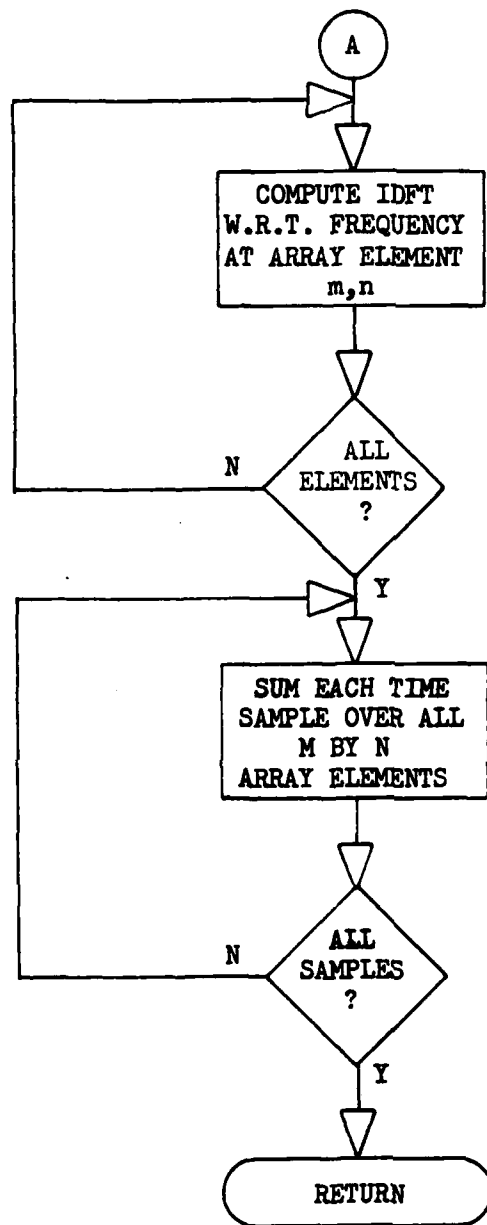 A
COMPUTE IDFT
W.R.T. FREQUENCY
AT ARRAY ELEMENT
m,n
ALL
ELEMENTS
?
N
Y
SUM EACH TIME
SAMPLE OVER ALL
M BY N
ARRAY ELEMENTS
ALL
SAMPLES
?
N
Y
RETURN